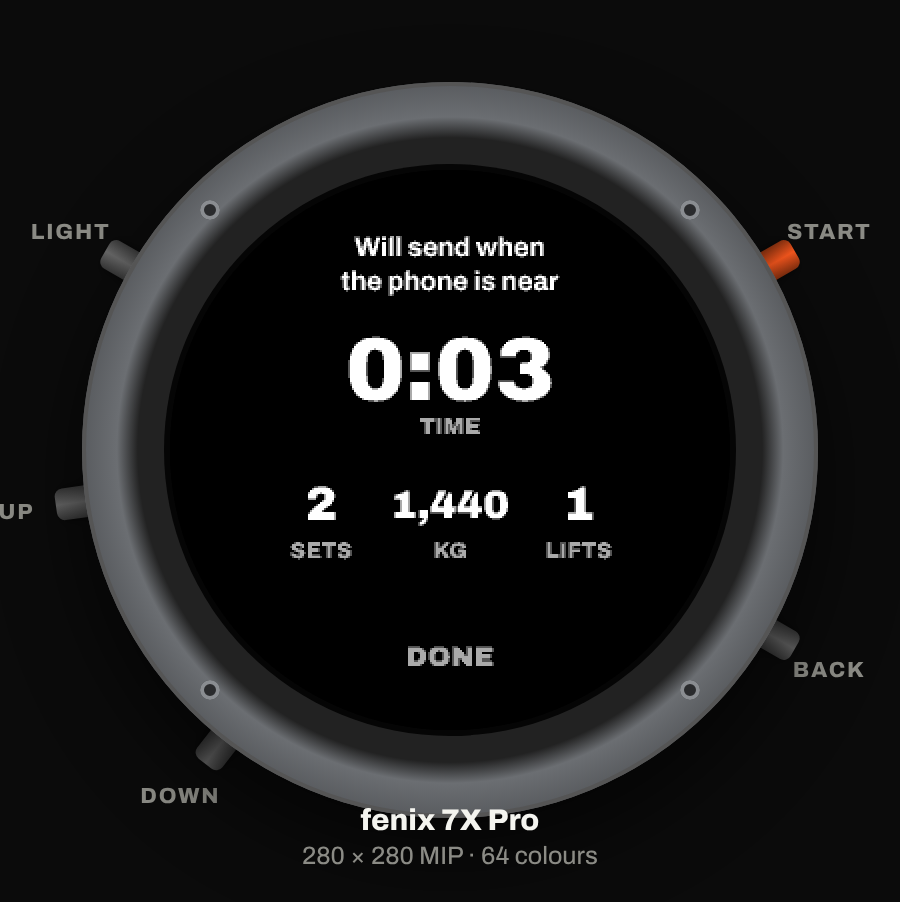 LIGHT
START
Will send when
the phone is near
0:03
TIME
2 1,440 1
SETS KG LIFTS
UP
DONE
BACK
DOWN
fenix 7X Pro
280 × 280 MIP · 64 colours